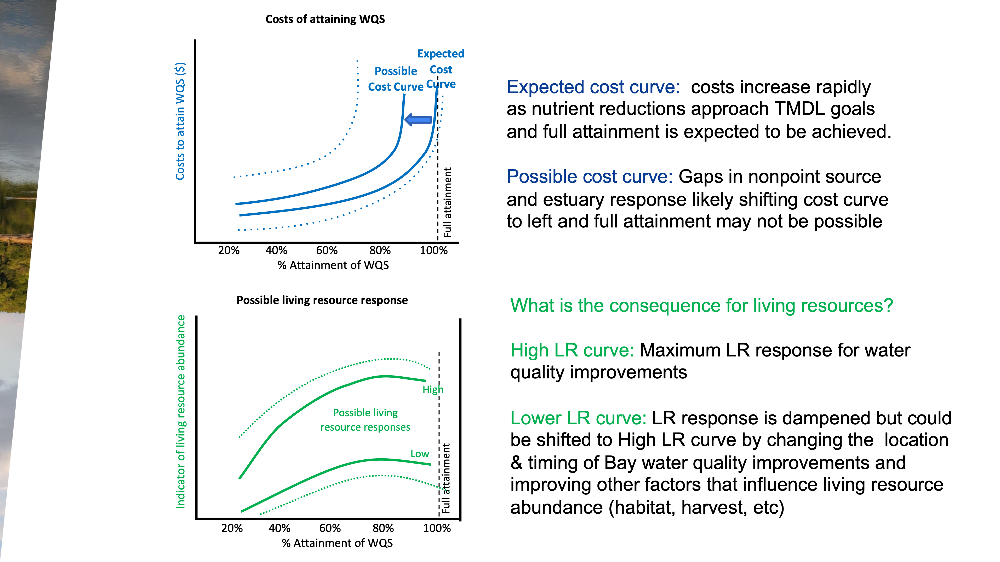 Costs of attaining WQS
Costs to attain WQS ($)
Possible
Cost Curve
Expected
Cost
Curve
Full attainment
20% 40% 60% 80% 100%
% Attainment of WQS
Expected cost curve:  costs increase rapidly
as nutrient reductions approach TMDL goals
and full attainment is expected to be achieved.
Possible cost curve: Gaps in nonpoint source
and estuary response likely shifting cost curve
to left and full attainment may not be possible
Possible living resource response
Indicator of living resource abundance
High
Possible living
resource responses
Low
Full attainment
20% 40% 60% 80% 100%
% Attainment of WQS
What is the consequence for living resources?
High LR curve: Maximum LR response for water
quality improvements
Lower LR curve: LR response is dampened but could
be shifted to High LR curve by changing the  location
& timing of Bay water quality improvements and
improving other factors that influence living resource
abundance (habitat, harvest, etc)